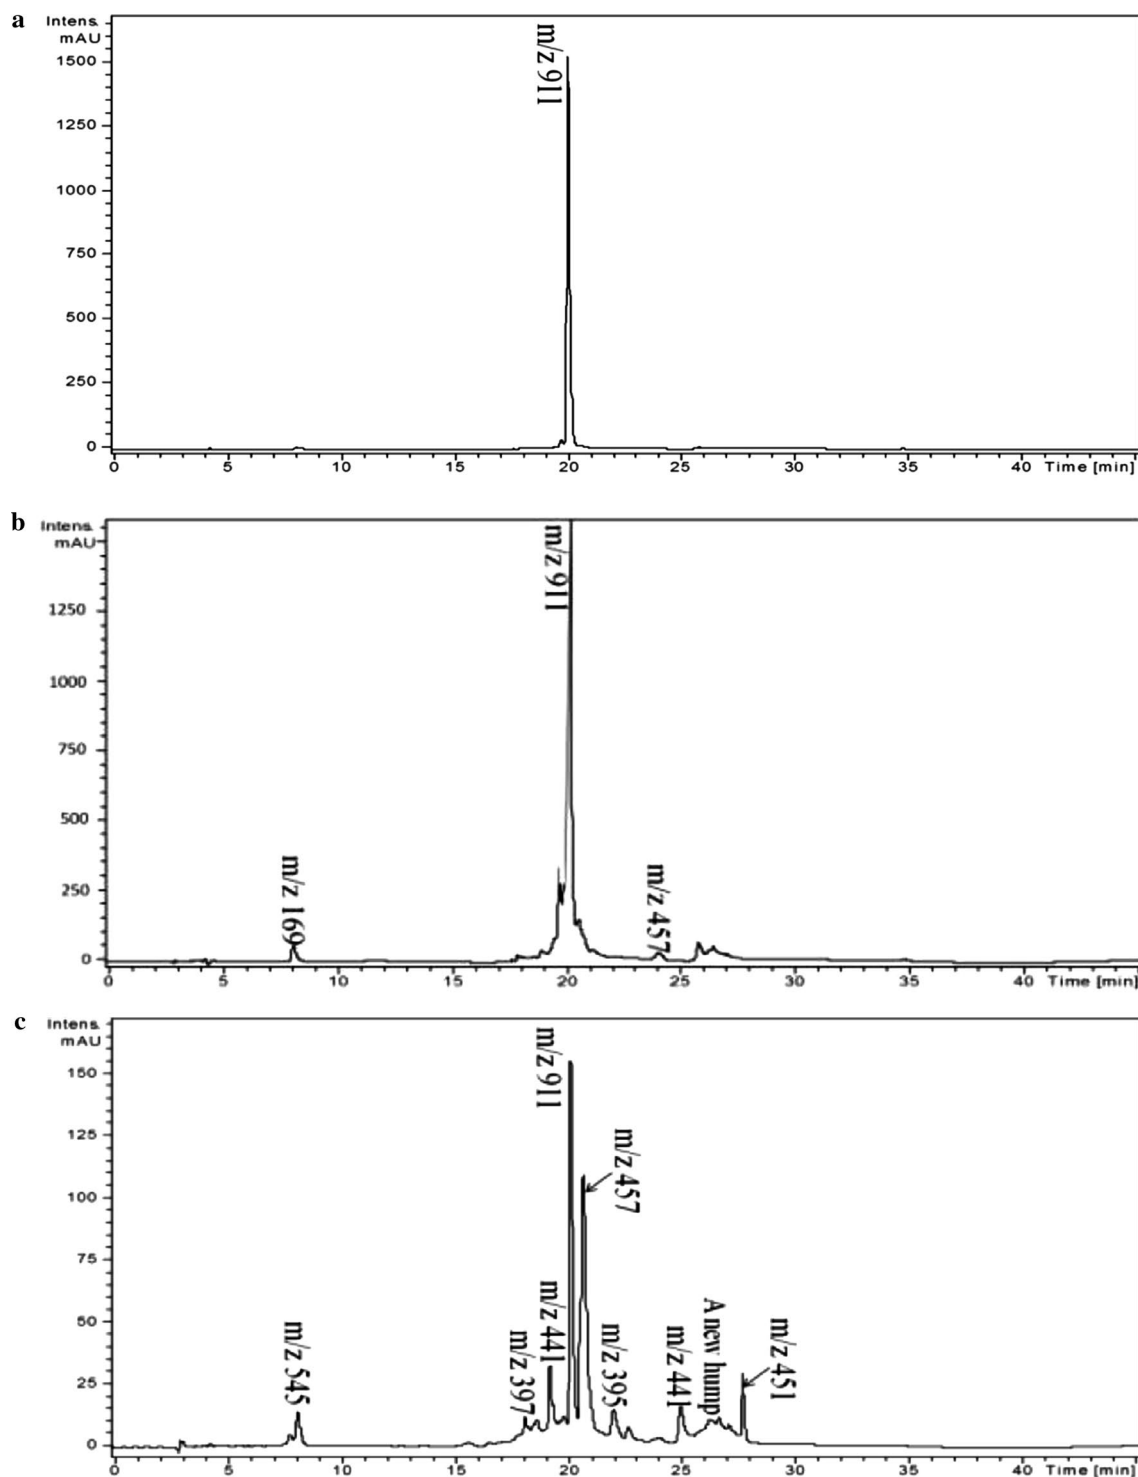 a
Intens.
mAU
1500
1250
1000
750
500
250
0
m/z 911
0 5 10 15 20 25 30 35 40 Time [min]
b
Intens.
mAU
1250
1000
750
500
250
0
m/z 169
m/z 911
m/z 457
0 5 10 15 20 25 30 35 40 Time [min]
c
Intens.
mAU
150
125
100
75
50
25
0
m/z 545
m/z 397
m/z 441
m/z 911
m/z 457
m/z 395
m/z 441
A new hump
m/z 451
0 5 10 15 20 25 30 35 40 Time [min]